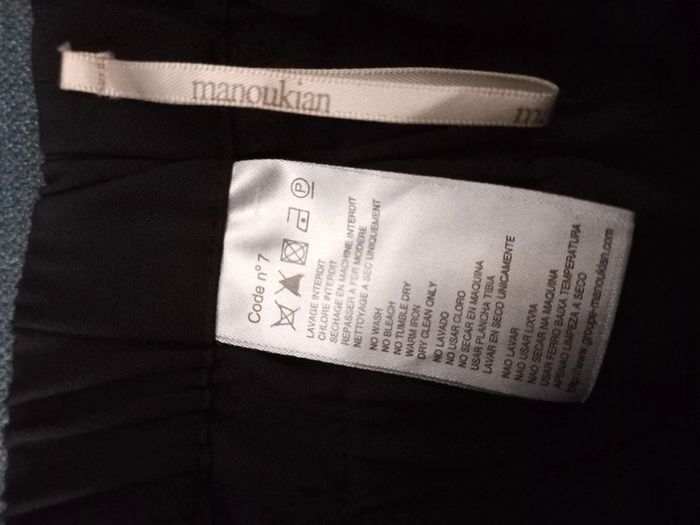 manoukian
Code n° 7
P
LAVAGE INTERDIT
CHLORE INTERDIT
SECHAGE EN MACHINE INTERDIT
REPASSER A FER MODERE
NETTOYAGE A SEC UNIQUEMENT
NO WASH
NO BLEACH
NO TUMBLE DRY
WARM IRON
DRY CLEAN ONLY
NO LAVADO
NO USAR CLORO
NO SECAR EN MAQUINA
USAR PLANCHA TIBIA
LAVAR EN SECO UNICAMENTE
NAO LAVAR
NAO USAR LIXIVIA
NAO SECAR NA MAQUINA
USAR FERRO BAIXA TEMPERATURA
APENAO LIMPEZA A SECO
http://www.groupe-manoukian.com